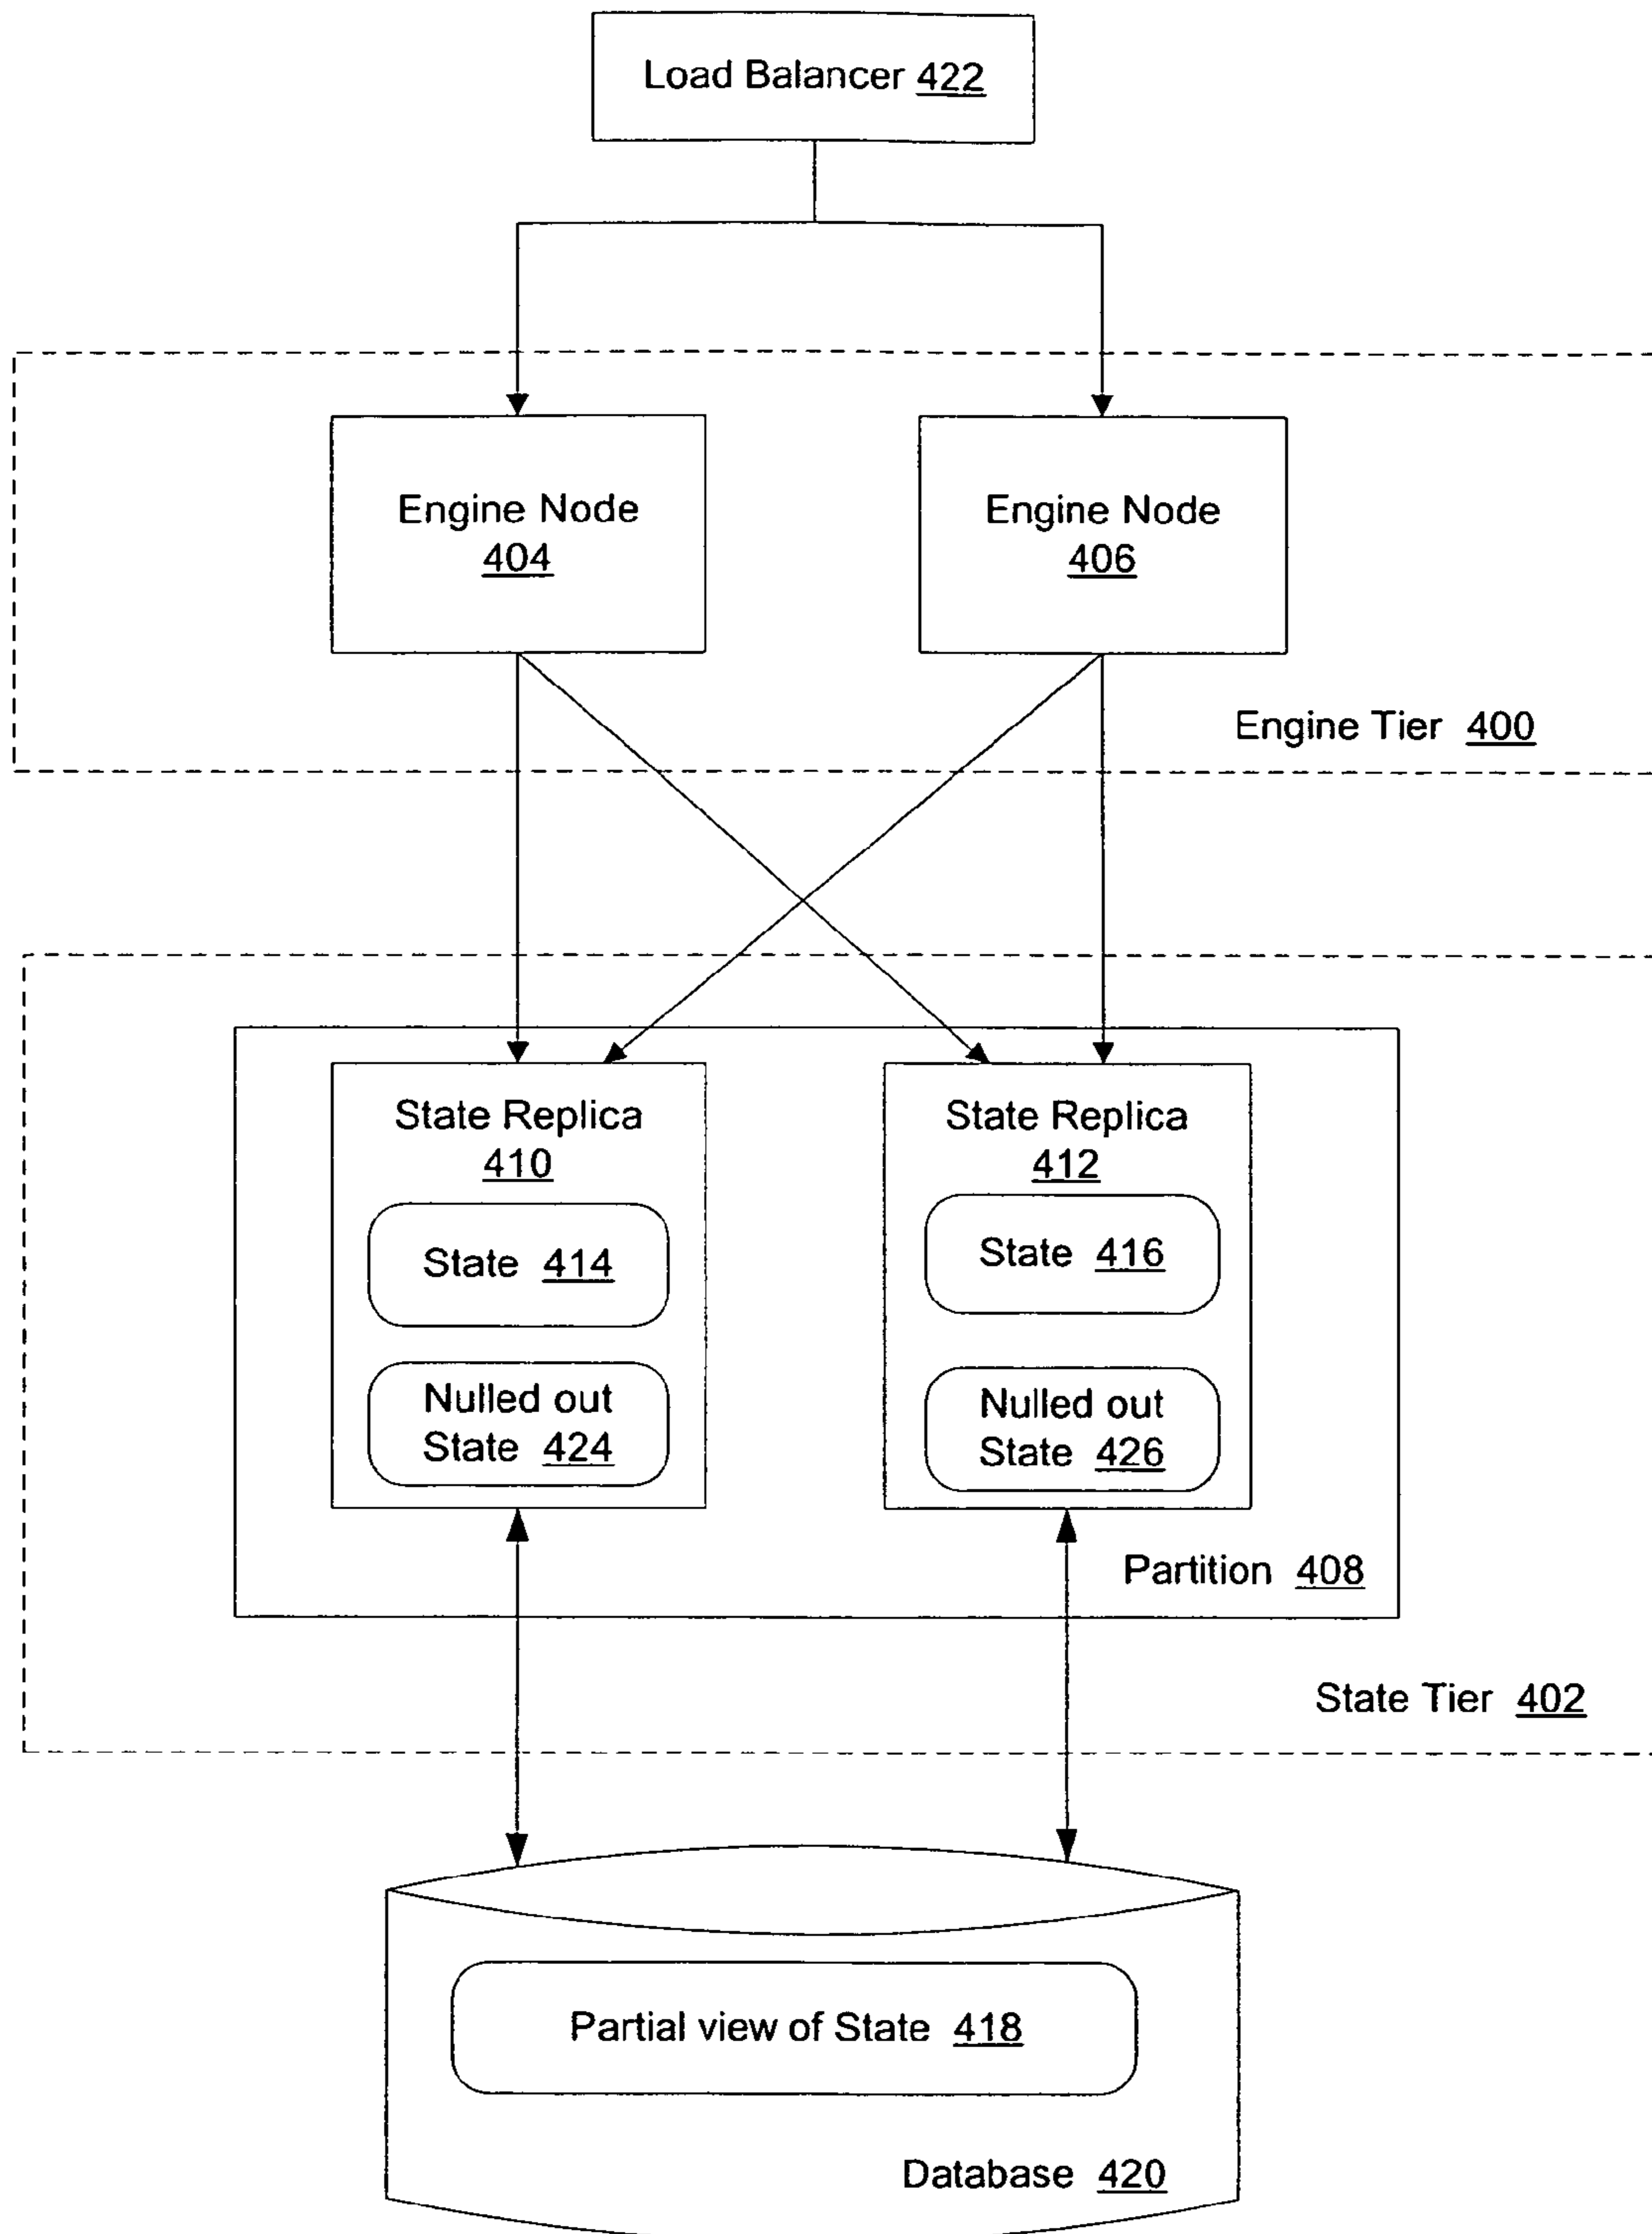 Load Balancer 422
Engine Node
404
Engine Node
406
Engine Tier 400
State Replica
410
State 414
Nulled out
State 424
State Replica
412
State 416
Nulled out
State 426
Partition 408
State Tier 402
Partial view of State 418
Database 420